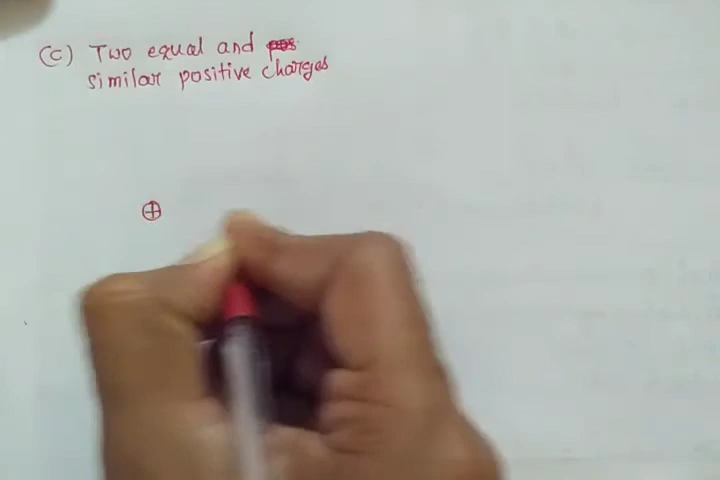 (C) Two equal and
similar positive charges